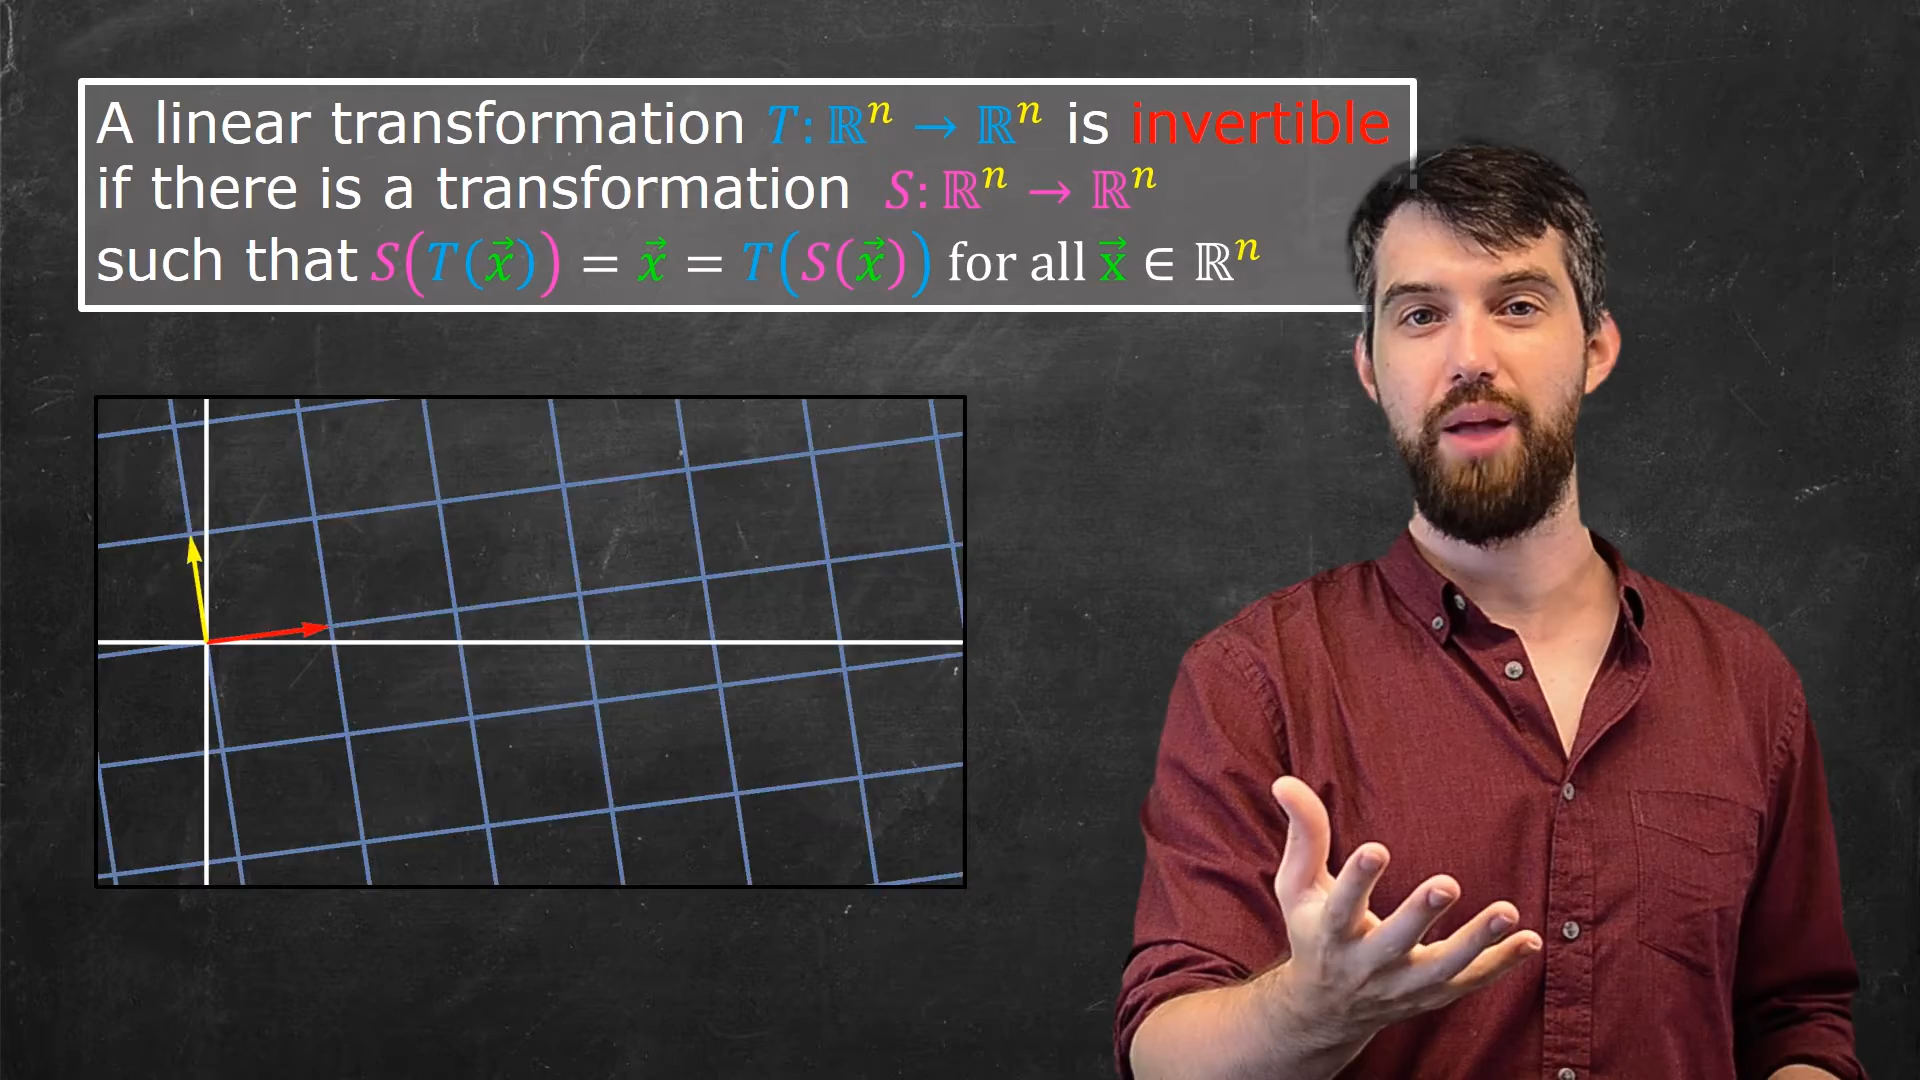 A linear transformation T: ℝⁿ → ℝⁿ is invertible
if there is a transformation S: ℝⁿ → ℝⁿ
such that S(T(x⃗)) = x⃗ = T(S(x⃗)) for all x⃗ ∈ ℝⁿ